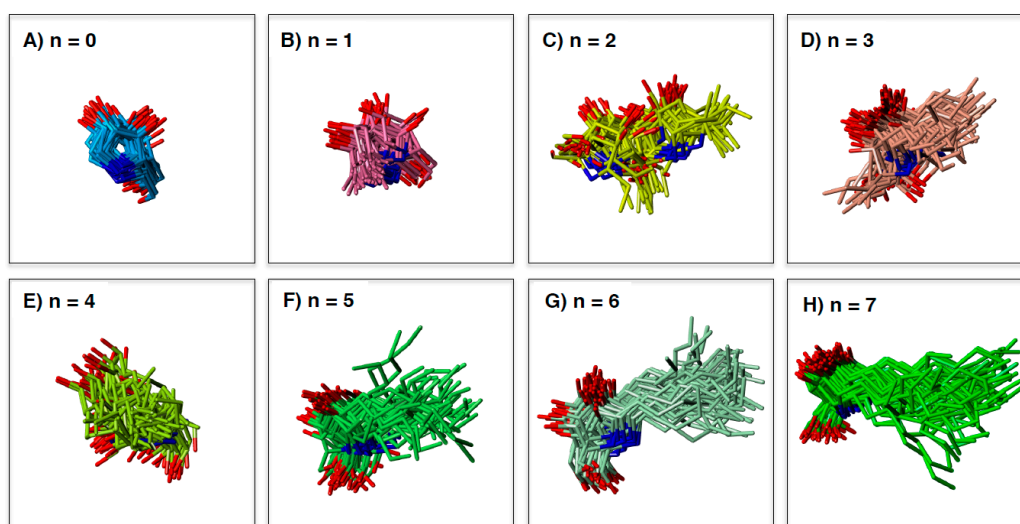 A) n = 0
B) n = 1
C) n = 2
D) n = 3
E) n = 4
F) n = 5
G) n = 6
H) n = 7